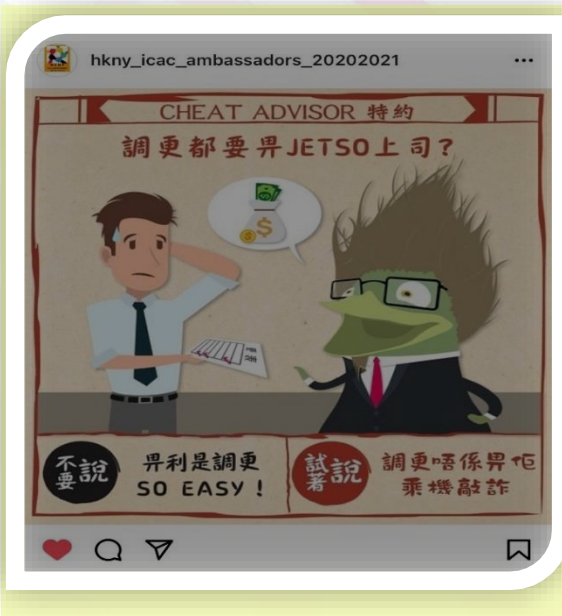 hkny_icac_ambassadors_20202021
CHEAT ADVISOR 特約
調更都要畀JETSO上司?
$
不要說
畀利是調更
SO EASY!
試著說
調更唔係畀佢
乘機敲詐